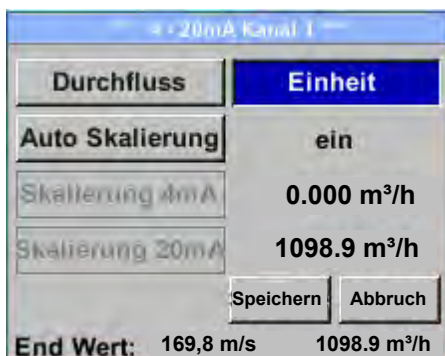 4 - 20mA Kanal 1
Durchfluss Einheit
Auto Skalierung ein
Skalierung 4mA 0.000 m³/h
Skalierung 20mA 1098.9 m³/h
Speichern Abbruch
End Wert: 169,8 m/s 1098.9 m³/h